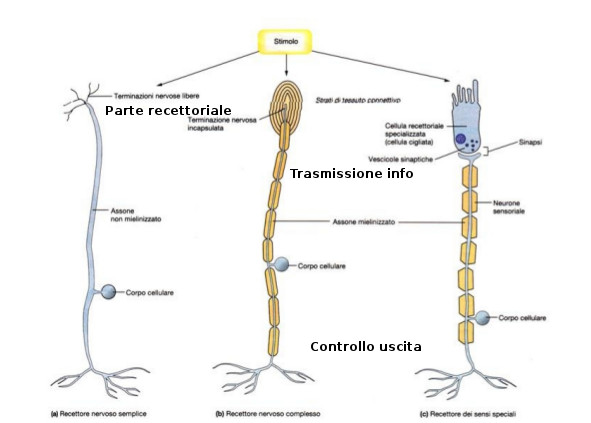 Stimolo
Terminazioni nervose libere
Parte recettoriale
Terminazione nervosa
incapsulata
Strati di tessuto connettivo
Cellula recettoriale
specializzata
(cellula cigliata)
Vescicole sinaptiche
Sinapsi
Trasmissione info
Assone
non mielinizzato
Assone mielinizzato
Neurone
sensoriale
Corpo cellulare
Corpo cellulare
Corpo cellulare
Controllo uscita
(a) Recettore nervoso semplice
(b) Recettore nervoso complesso
(c) Recettore dei sensi speciali